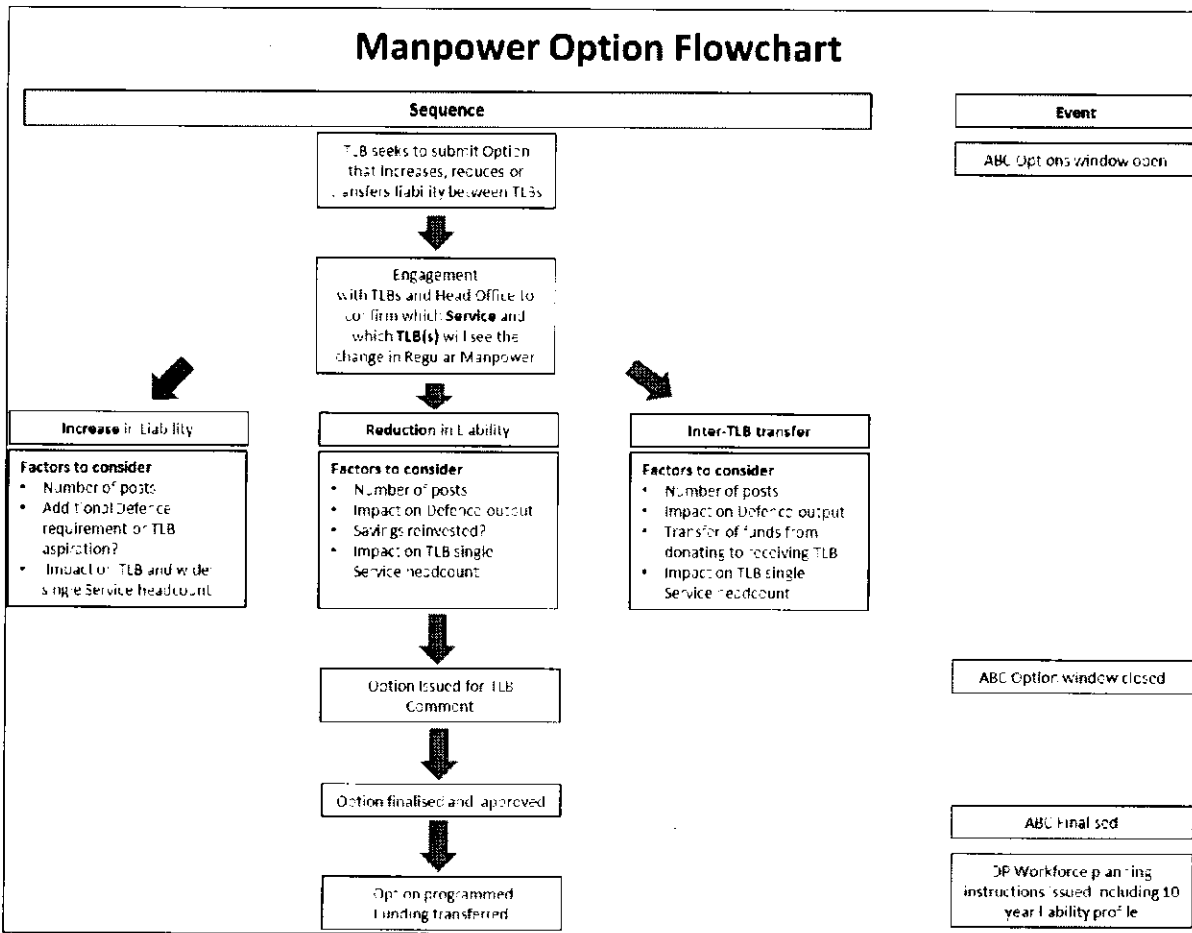 Manpower Option Flowchart
Sequence
Event
TLB seeks to submit Option
that increases, reduces or
transfers liability between TLBs
ABC Options window open
Engagement
with TLBs and Head Office to
confirm which Service and
which TLB(s) will see the
change in Regular Manpower
Increase in Liability
Factors to consider
• Number of posts
• Additional Defence
requirement or TLB
aspiration?
• Impact on TLB and wider
single Service headcount
Reduction in Liability
Factors to consider
• Number of posts
• Impact on Defence output
• Savings reinvested?
• Impact on TLB single
Service headcount
Inter-TLB transfer
Factors to consider
• Number of posts
• Impact on Defence output
• Transfer of funds from
donating to receiving TLB
• Impact on TLB single
Service headcount
Option issued for TLB
Comment
ABC Option window closed
Option finalised and approved
ABC Finalised
Option programmed
Funding transferred
DP Workforce planning
instructions issued including 10
year liability profile